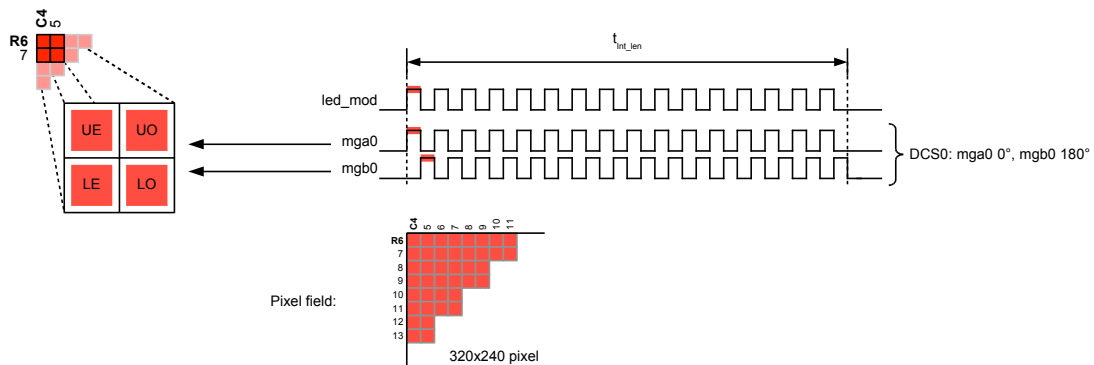 C4
5
R6
7
UE UO
LE LO
tInt_len
led_mod
mga0
mgb0
DCS0: mga0 0°, mgb0 180°
C4 5 6 7 8 9 10 11
R6
7
8
9
10
11
12
13
Pixel field:
320x240 pixel